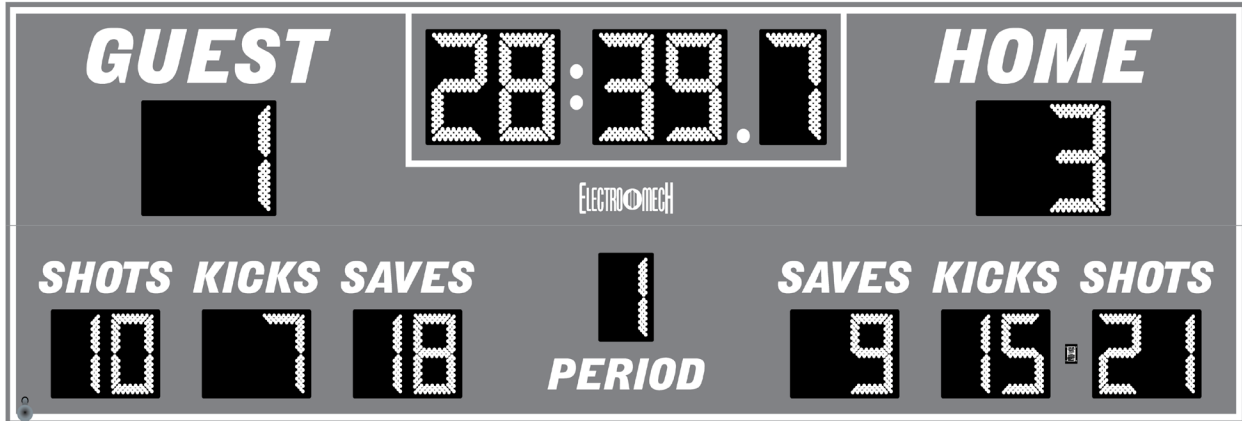 GUEST
28:39.7
HOME
1
3
ELECTRO MECH
SHOTS KICKS SAVES
SAVES KICKS SHOTS
10 7 18
1
9 15 21
PERIOD